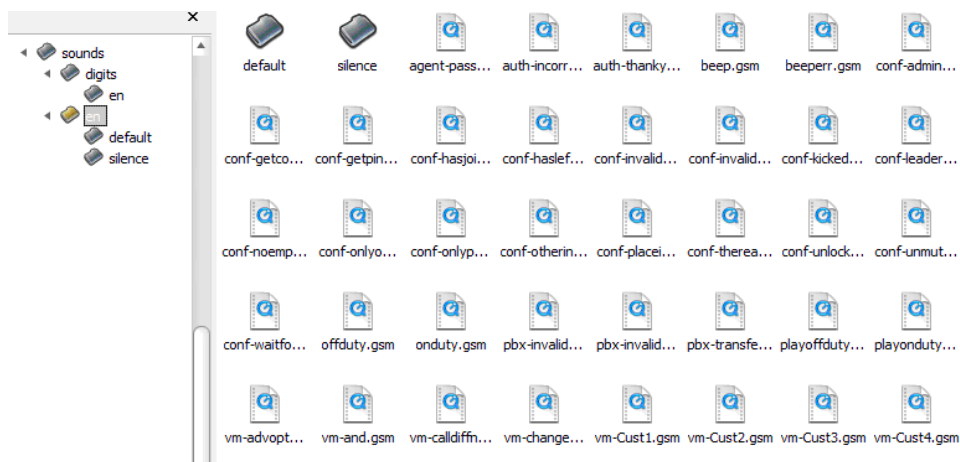 ×
sounds
digits
en
en
default
silence
default silence agent-pass... auth-incorr... auth-thanky... beep.gsm beeperr.gsm conf-admin...
conf-getco... conf-getpin... conf-hasjoi... conf-haslef... conf-invalid... conf-invalid... conf-kicked... conf-leader...
conf-noemp... conf-onlyo... conf-onlyp... conf-otherin... conf-placei... conf-therea... conf-unlock... conf-unmut...
conf-waitfo... offduty.gsm onduty.gsm pbx-invalid... pbx-invalid... pbx-transfe... playoffduty... playonduty...
vm-advopt... vm-and.gsm vm-calldiffn... vm-change... vm-Cust1.gsm vm-Cust2.gsm vm-Cust3.gsm vm-Cust4.gsm